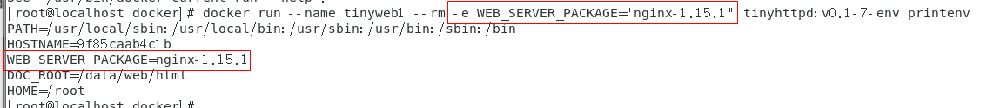 [root@localhost docker]# docker run --name tinyweb1 --rm -e WEB_SERVER_PACKAGE="nginx-1.15.1" tinyhttpd:v0.1-7-env printenv
PATH=/usr/local/sbin:/usr/local/bin:/usr/sbin:/usr/bin:/sbin:/bin
HOSTNAME=9f85caab4c1b
WEB_SERVER_PACKAGE=nginx-1.15.1
DOC_ROOT=/data/web/html
HOME=/root
[root@localhost docker]#